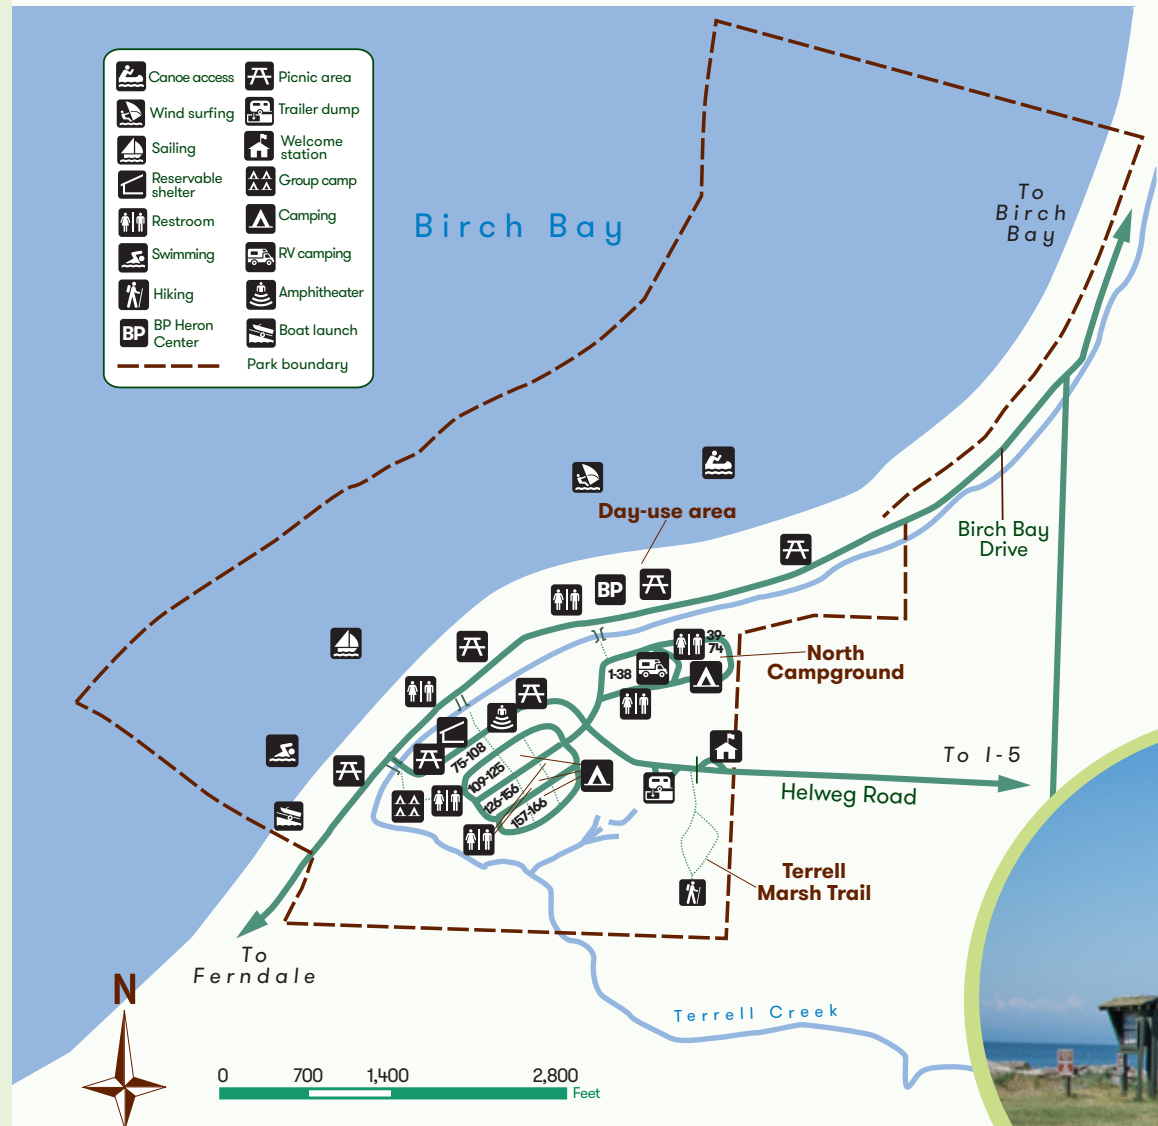 Canoe access
Wind surfing
Sailing
Reservable
shelter
Restroom
Swimming
Hiking
BP
BP Heron
Center
Picnic area
Trailer dump
Welcome
station
Group camp
Camping
RV camping
Amphitheater
Boat launch
Park boundary
Birch Bay
To
Birch
Bay
Day-use area
BP
Birch Bay
Drive
39-
74
1-38
North
Campground
75-108
109-125
126-156
157-166
To I-5
Helweg Road
Terrell
Marsh Trail
To
Ferndale
N
Terrell Creek
0 700 1,400 2,800
Feet